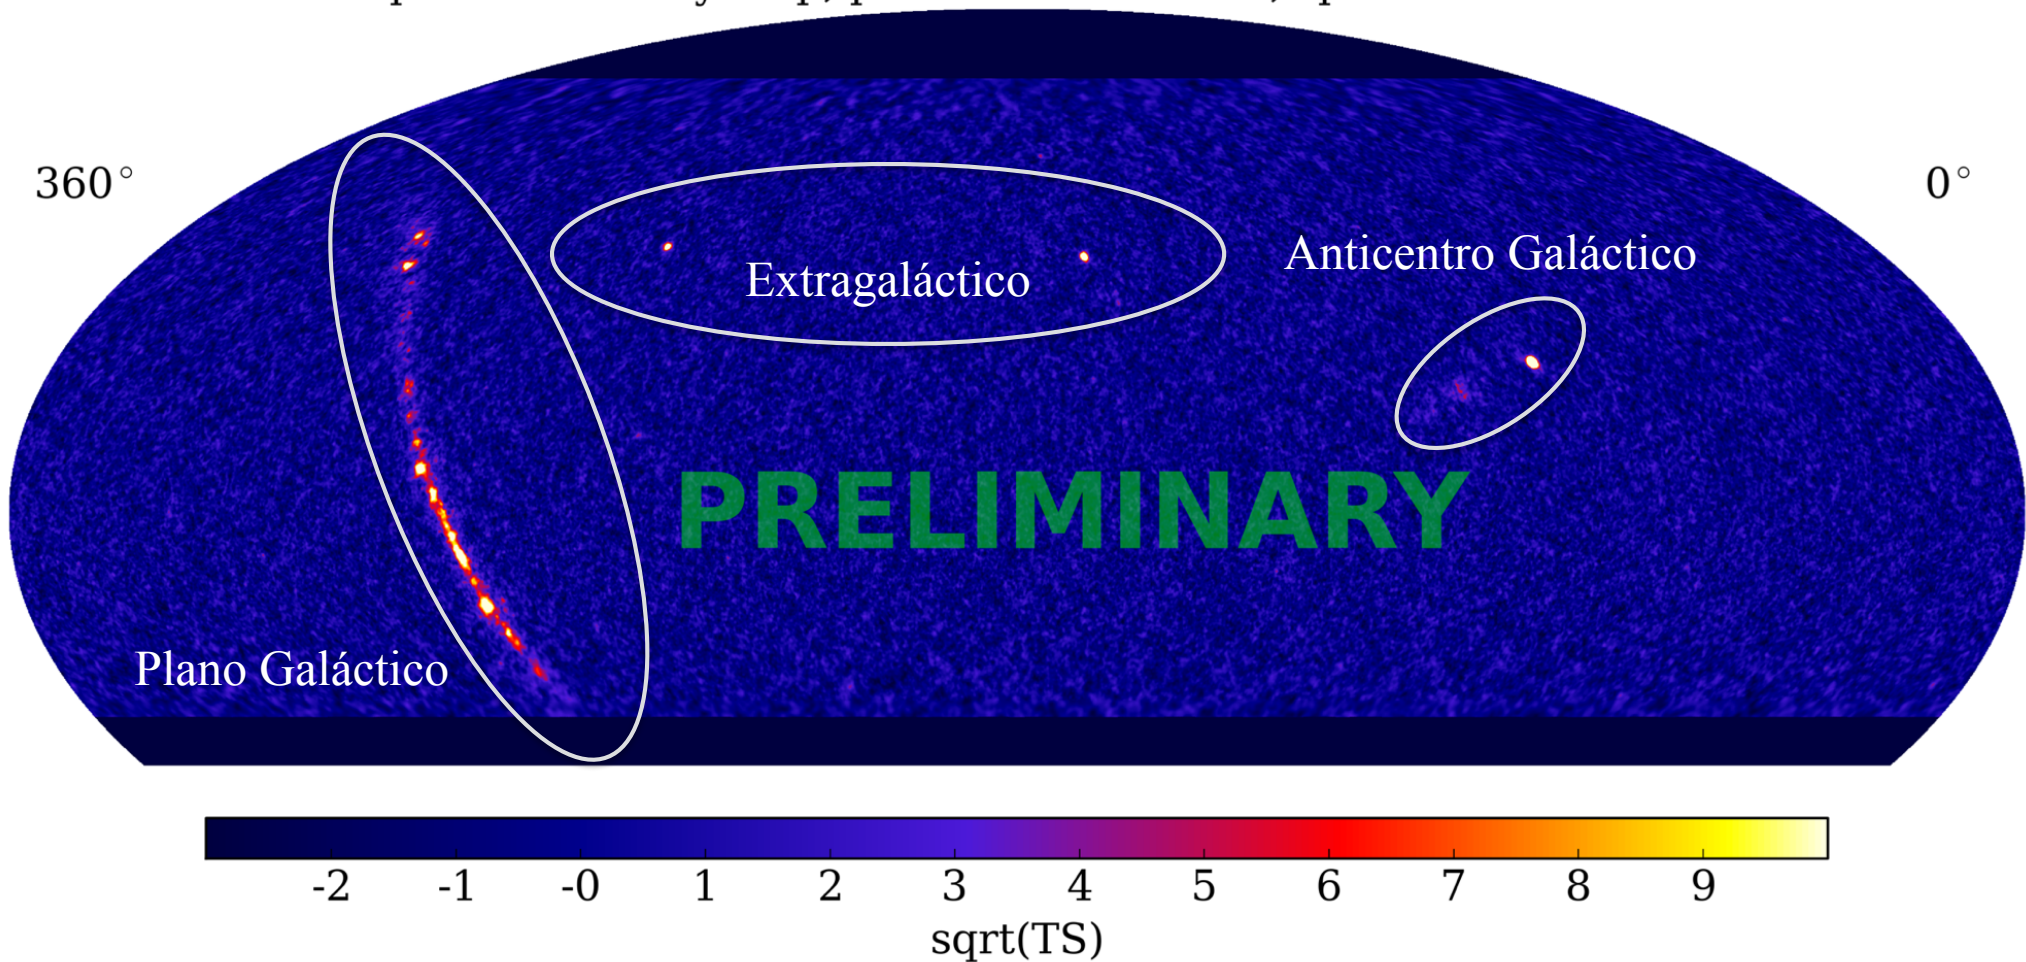 360°
0°
Anticentro Galáctico
Extragaláctico
PRELIMINARY
Plano Galáctico
-2 -1 -0 1 2 3 4 5 6 7 8 9
sqrt(TS)